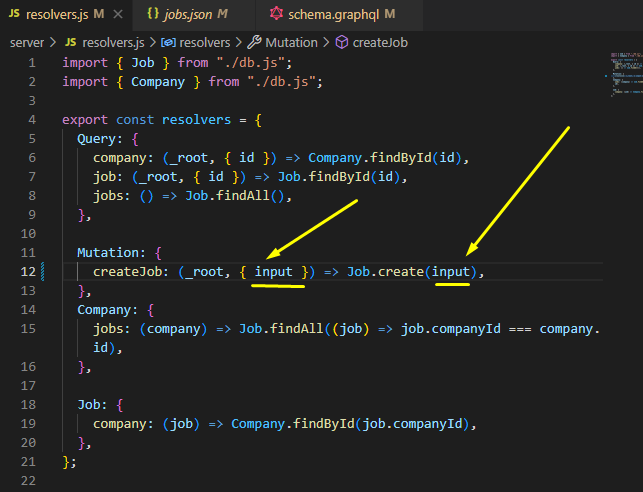 JS resolvers.js M × {} jobs.json M schema.graphql M
server > JS resolvers.js > resolvers > Mutation > createJob
1 import { Job } from "./db.js";
2 import { Company } from "./db.js";
3
4 export const resolvers = {
5 Query: {
6 company: (_root, { id }) => Company.findById(id),
7 job: (_root, { id }) => Job.findById(id),
8 jobs: () => Job.findAll(),
9 },
10
11 Mutation: {
12 createJob: (_root, { input }) => Job.create(input),
13 },
14 Company: {
15 jobs: (company) => Job.findAll((job) => job.companyId === company.
id),
16 },
17
18 Job: {
19 company: (job) => Company.findById(job.companyId),
20 },
21 };
22